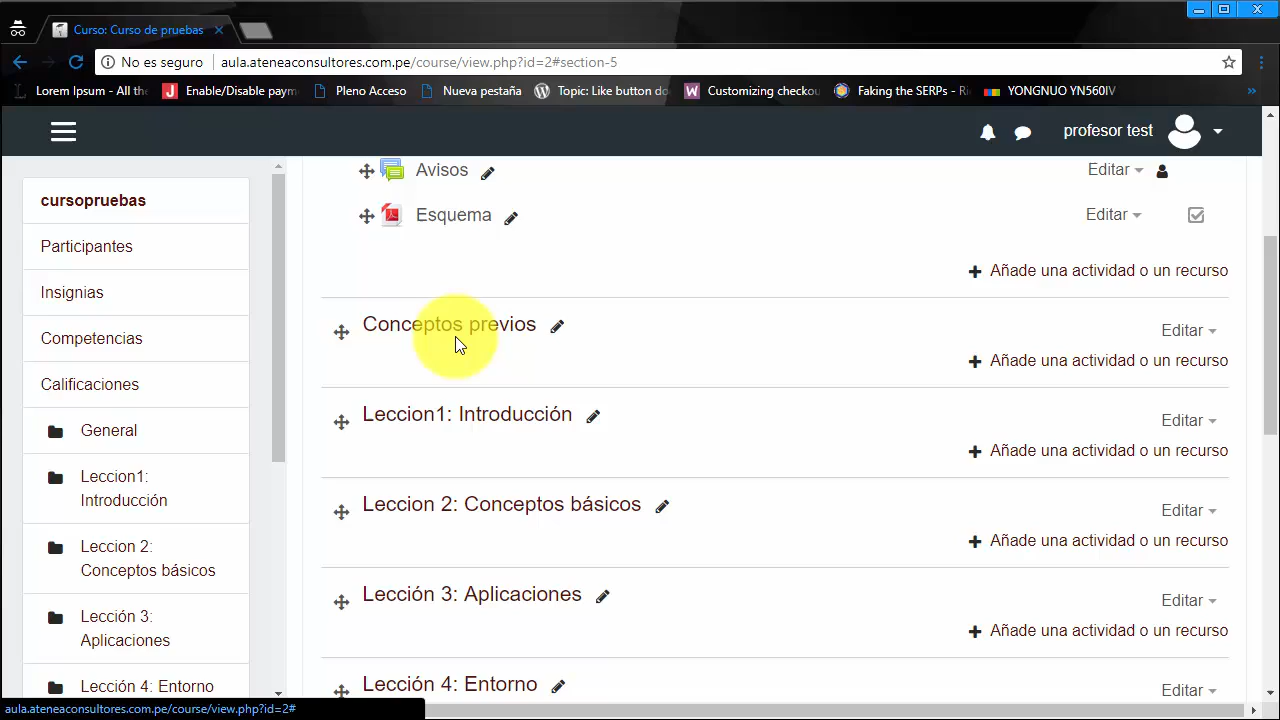 Curso: Curso de pruebas
No es seguro
aula.ateneaconsultores.com.pe/course/view.php?id=2#section-5
Lorem Ipsum - All the
Enable/Disable paym
Pleno Acceso
Nueva pestaña
Topic: Like button do
Customizing checkou
Faking the SERPs - Ri
YONGNUO YN560IV
profesor test
cursopruebas
Participantes
Insignias
Competencias
Calificaciones
General
Leccion1:
Introducción
Leccion 2:
Conceptos básicos
Lección 3:
Aplicaciones
Lección 4: Entorno
Avisos
Editar
Esquema
Editar
Añade una actividad o un recurso
Conceptos previos
Editar
Añade una actividad o un recurso
Leccion1: Introducción
Editar
Añade una actividad o un recurso
Leccion 2: Conceptos básicos
Editar
Añade una actividad o un recurso
Lección 3: Aplicaciones
Editar
Añade una actividad o un recurso
Lección 4: Entorno
Editar
aula.ateneaconsultores.com.pe/course/view.php?id=2#